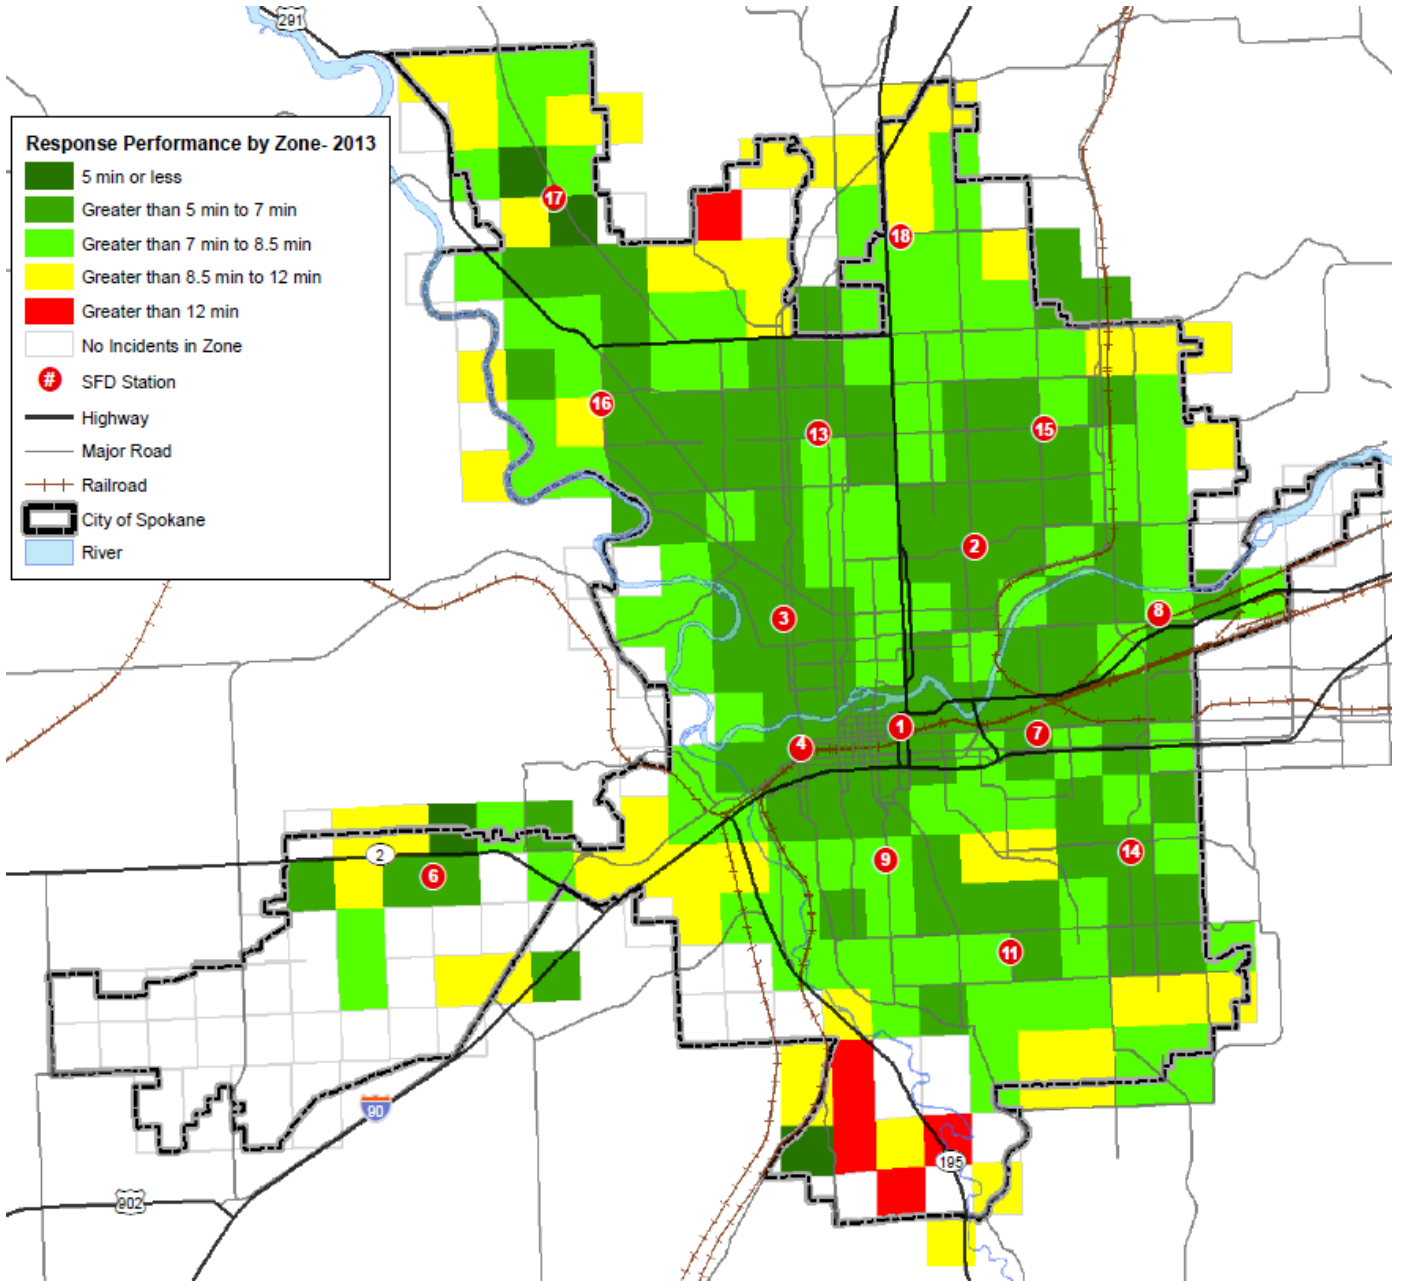 291
Response Performance by Zone- 2013
5 min or less
Greater than 5 min to 7 min
Greater than 7 min to 8.5 min
Greater than 8.5 min to 12 min
Greater than 12 min
No Incidents in Zone
# SFD Station
Highway
Major Road
Railroad
City of Spokane
River
17
18
16
13
15
2
3
8
1
7
4
2
6
9
14
11
90
195
902